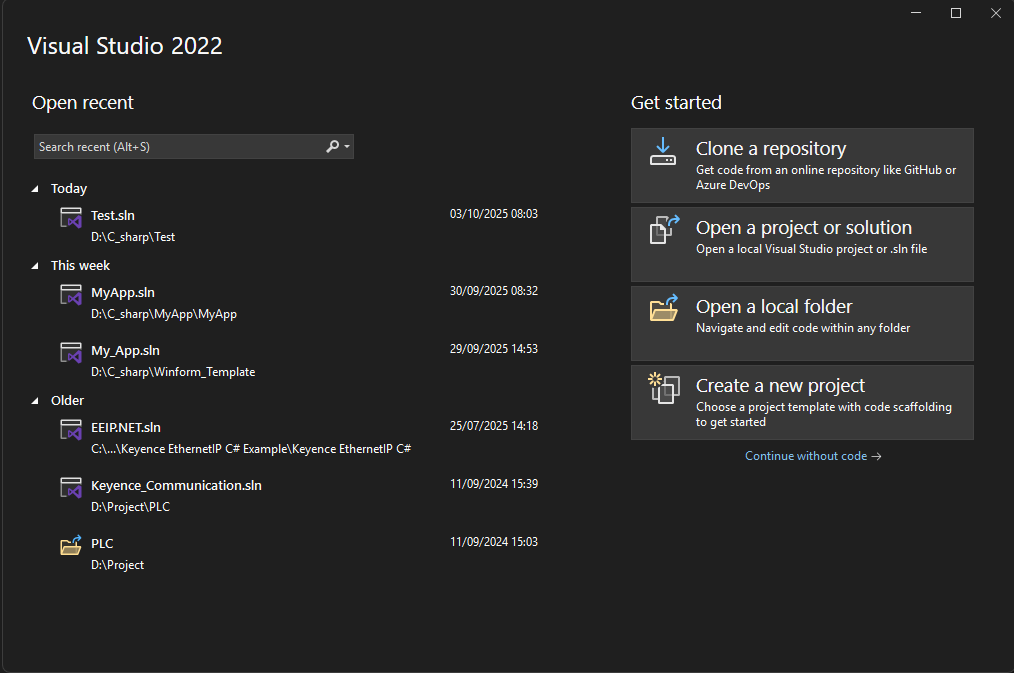 Visual Studio 2022
Open recent
Search recent (Alt+S)
Today
Test.sln
03/10/2025 08:03
D:\C_sharp\Test
This week
MyApp.sln
30/09/2025 08:32
D:\C_sharp\MyApp\MyApp
My_App.sln
29/09/2025 14:53
D:\C_sharp\Winform_Template
Older
EEIP.NET.sln
25/07/2025 14:18
C:\...\Keyence EthernetIP C# Example\Keyence EthernetIP C#
Keyence_Communication.sln
11/09/2024 15:39
D:\Project\PLC
PLC
11/09/2024 15:03
D:\Project
Get started
Clone a repository
Get code from an online repository like GitHub or
Azure DevOps
Open a project or solution
Open a local Visual Studio project or .sln file
Open a local folder
Navigate and edit code within any folder
Create a new project
Choose a project template with code scaffolding
to get started
Continue without code →